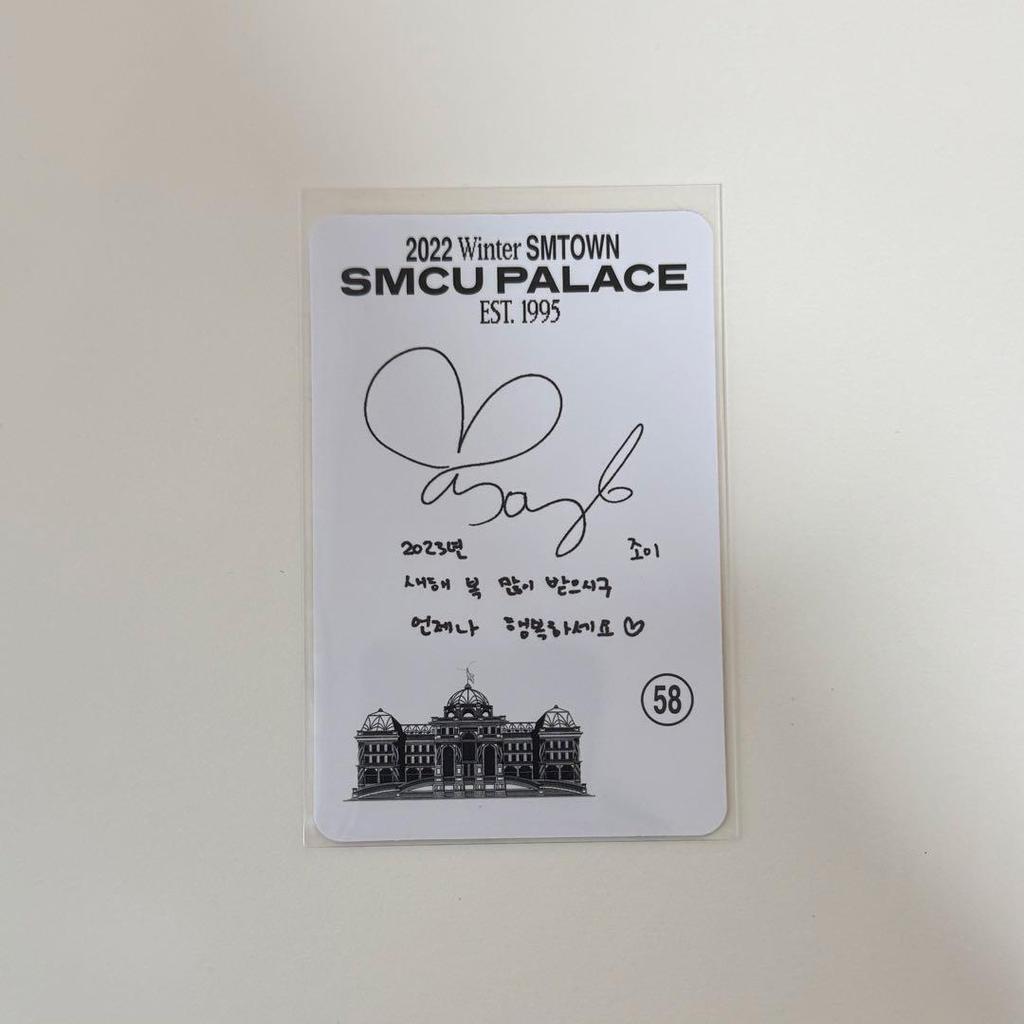 2022 Winter SMTOWN
SMCU PALACE
EST. 1995
조이
2023년
새해 복 많이 받으시구
언제나 행복하세요♡
58